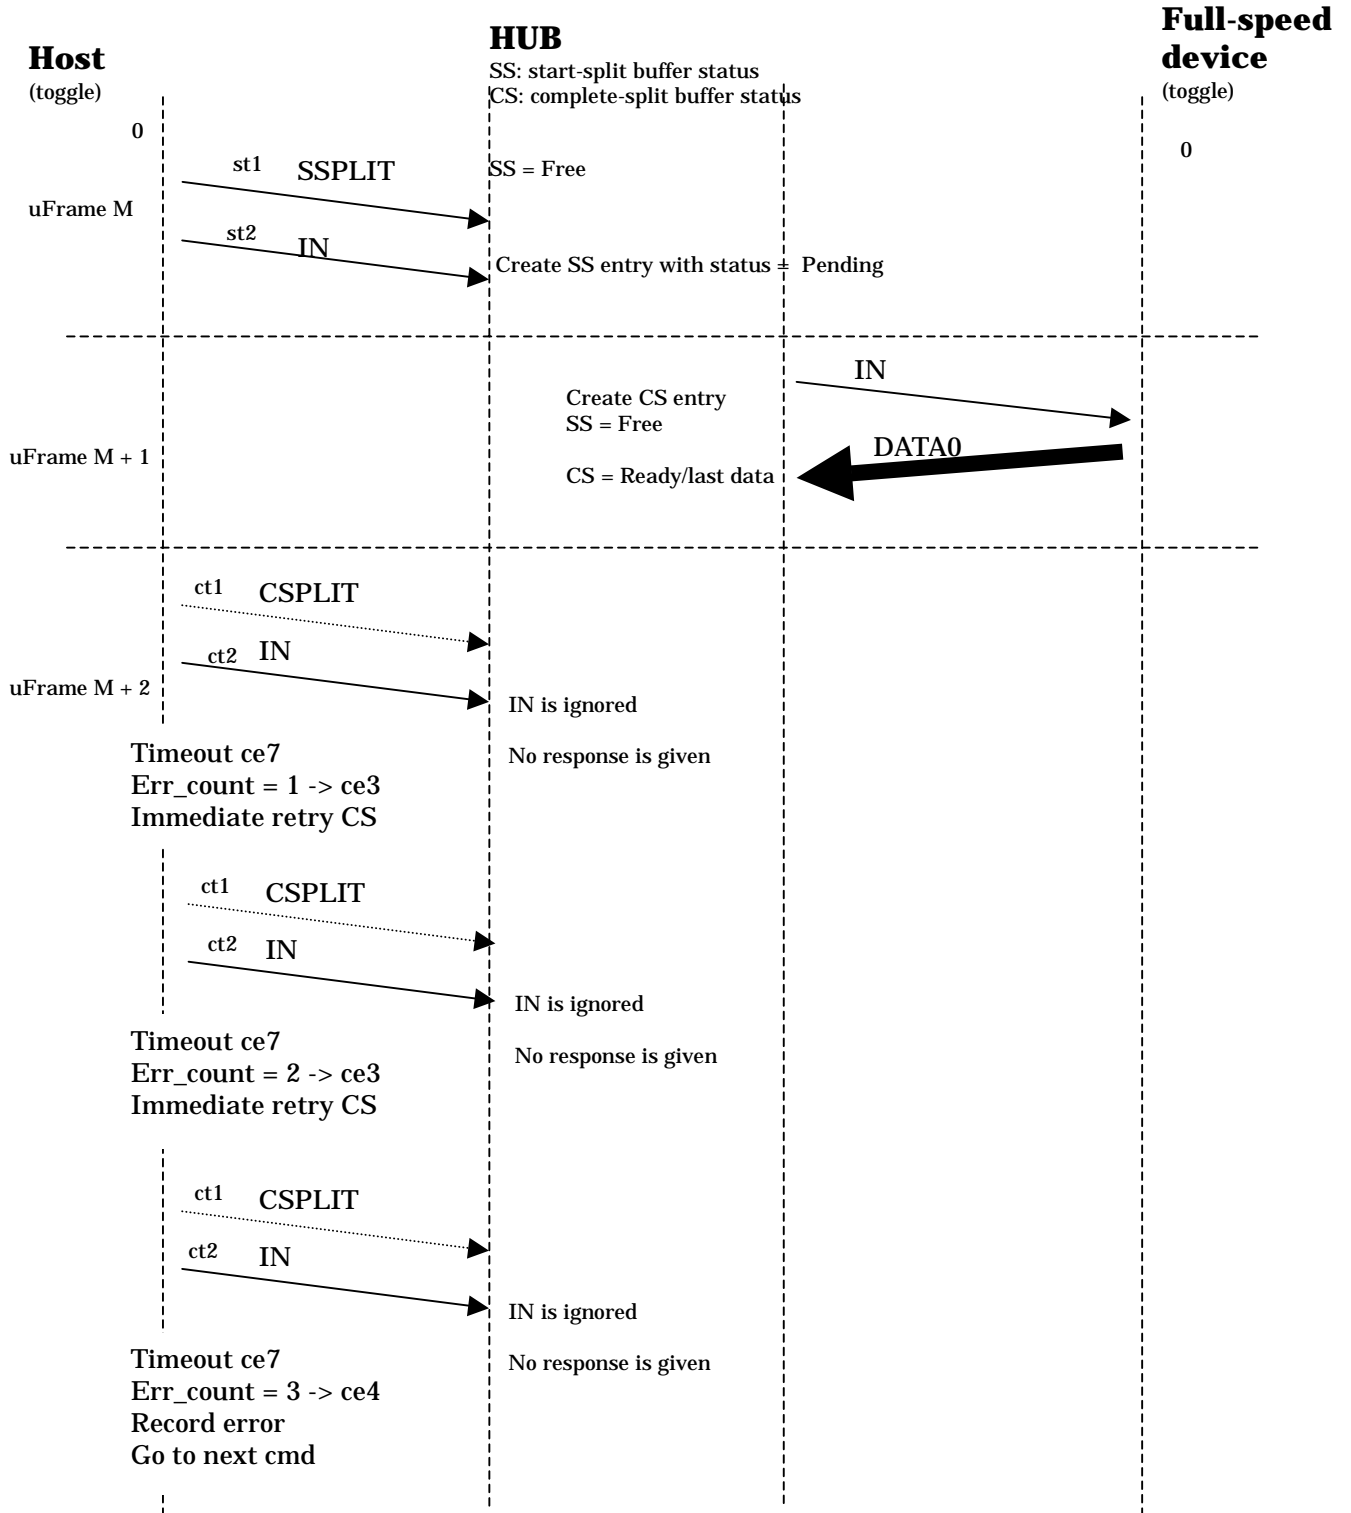 Full-speed
device
(toggle)
HUB
SS: start-split buffer status
CS: complete-split buffer status
Host
(toggle)
0
0
st1 SSPLIT
SS = Free
uFrame M
st2 IN
Create SS entry with status = Pending
IN
Create CS entry
SS = Free
DATA0
uFrame M + 1
CS = Ready/last data
ct1 CSPLIT
ct2 IN
uFrame M + 2
IN is ignored
No response is given
Timeout ce7
Err_count = 1 -> ce3
Immediate retry CS
ct1 CSPLIT
ct2 IN
IN is ignored
No response is given
Timeout ce7
Err_count = 2 -> ce3
Immediate retry CS
ct1 CSPLIT
ct2 IN
IN is ignored
No response is given
Timeout ce7
Err_count = 3 -> ce4
Record error
Go to next cmd